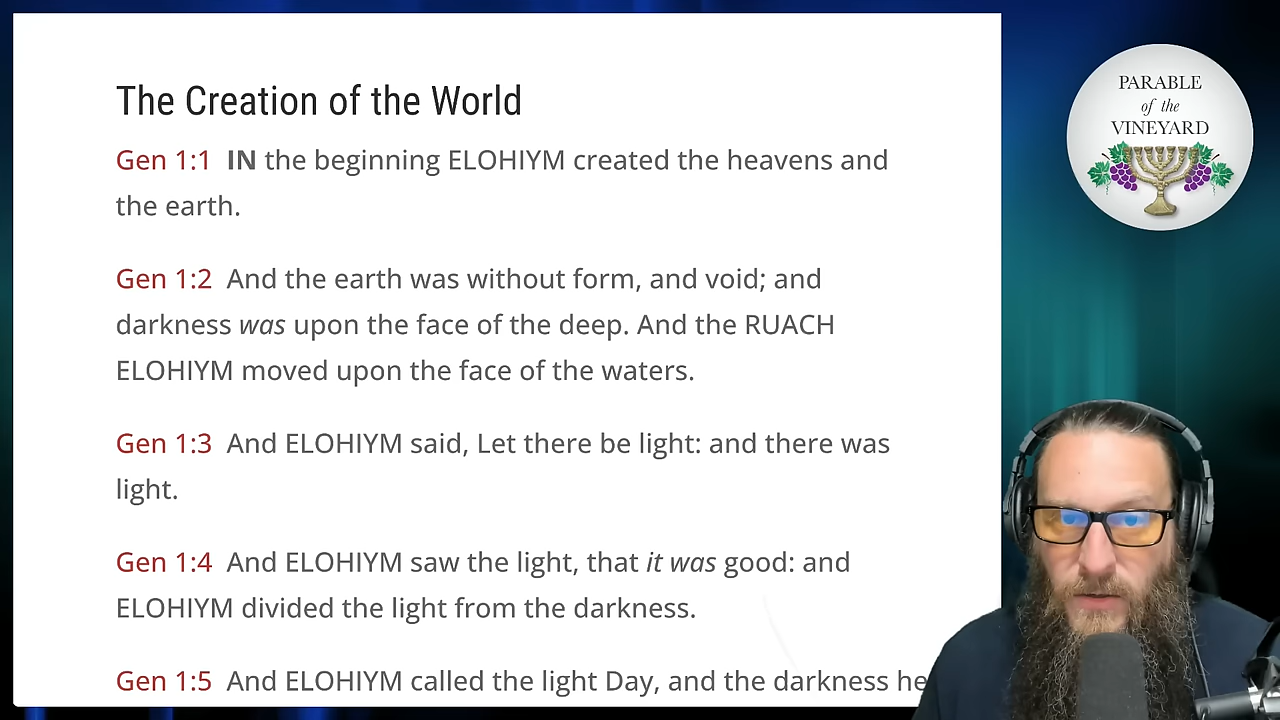 The Creation of the World
Gen 1:1 IN the beginning ELOHIYM created the heavens and
the earth.
Gen 1:2 And the earth was without form, and void; and
darkness was upon the face of the deep. And the RUACH
ELOHIYM moved upon the face of the waters.
Gen 1:3 And ELOHIYM said, Let there be light: and there was
light.
Gen 1:4 And ELOHIYM saw the light, that it was good: and
ELOHIYM divided the light from the darkness.
Gen 1:5 And ELOHIYM called the light Day, and the darkness he
PARABLE
of the
VINEYARD